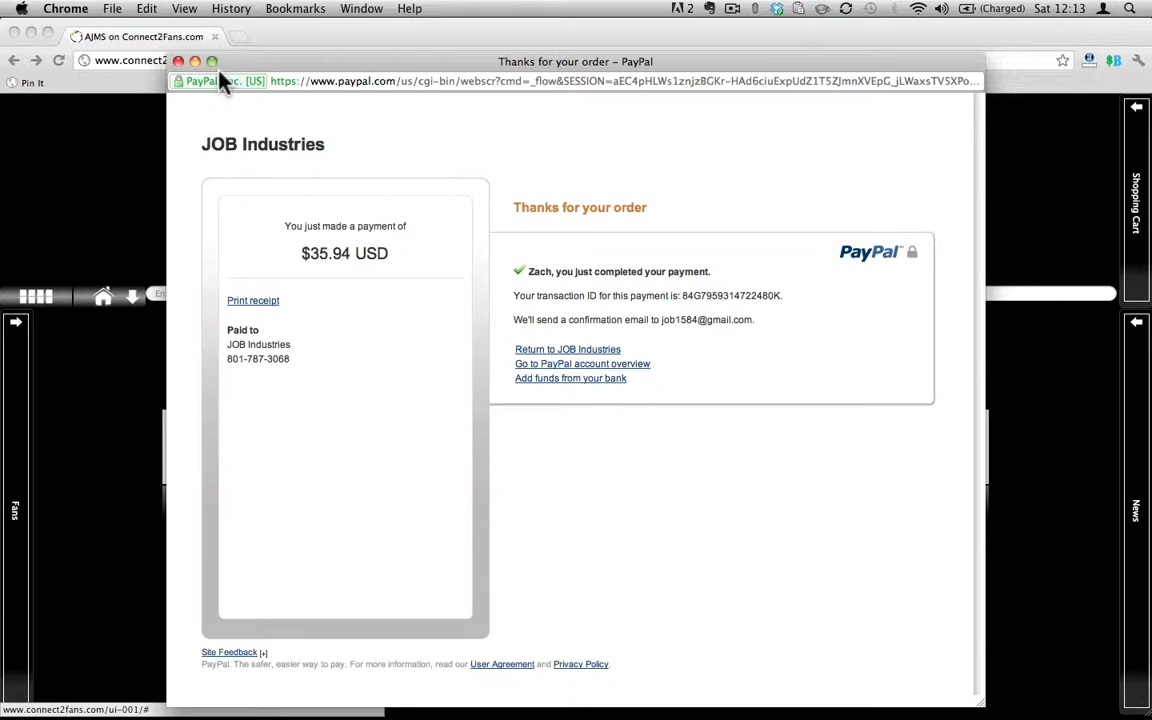 Chrome File Edit View History Bookmarks Window Help 2 (Charged) Sat 12:13
AJMS on Connect2Fans.com
www.connect2
Pin It
Thanks for your order – PayPal
https://www.paypal.com/us/cgi-bin/webscr?cmd=_flow&SESSION=aEC4pHLWs1znjzBGKr-HAd6ciuExpUdZ1T5ZJmnXVEpG_jLWaxsTV5XPo...
JOB Industries
You just made a payment of
$35.94 USD
Print receipt
Paid to
JOB Industries
801-787-3068
Thanks for your order
PayPal
Zach, you just completed your payment.
Your transaction ID for this payment is: 84G7959314722480K.
We'll send a confirmation email to job1584@gmail.com.
Return to JOB Industries
Go to PayPal account overview
Add funds from your bank
Site Feedback [+]
PayPal. The safer, easier way to pay. For more information, read our User Agreement and Privacy Policy.
Shopping Cart
Fans
News
www.connect2fans.com/ui-001/#